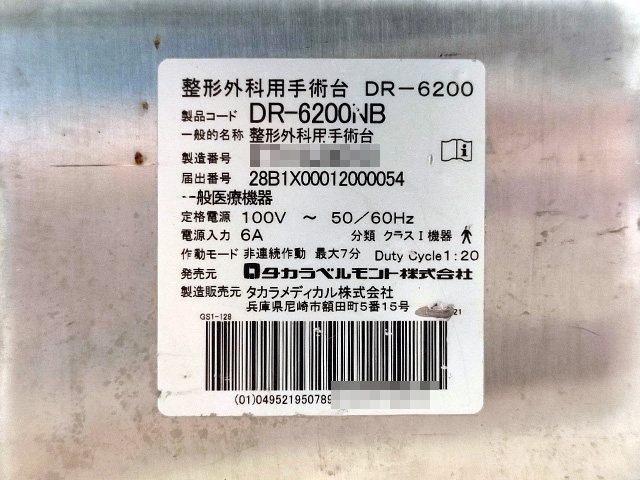 整形外科用手術台 DR-6200
製品コード DR-6200NB
一般的名称 整形外科用手術台
製造番号
届出番号 28B1X00012000054
一般医療機器
定格電源 100V ～ 50／60Hz
電源入力 6A 分類 クラスⅠ機器
作動モード 非連続作動 最大7分 Duty Cycle1:20
発売元 タカラベルモント株式会社
製造販売元 タカラメディカル株式会社
兵庫県尼崎市額田町5番15号
GS1-128 Z1
(01)049521950789